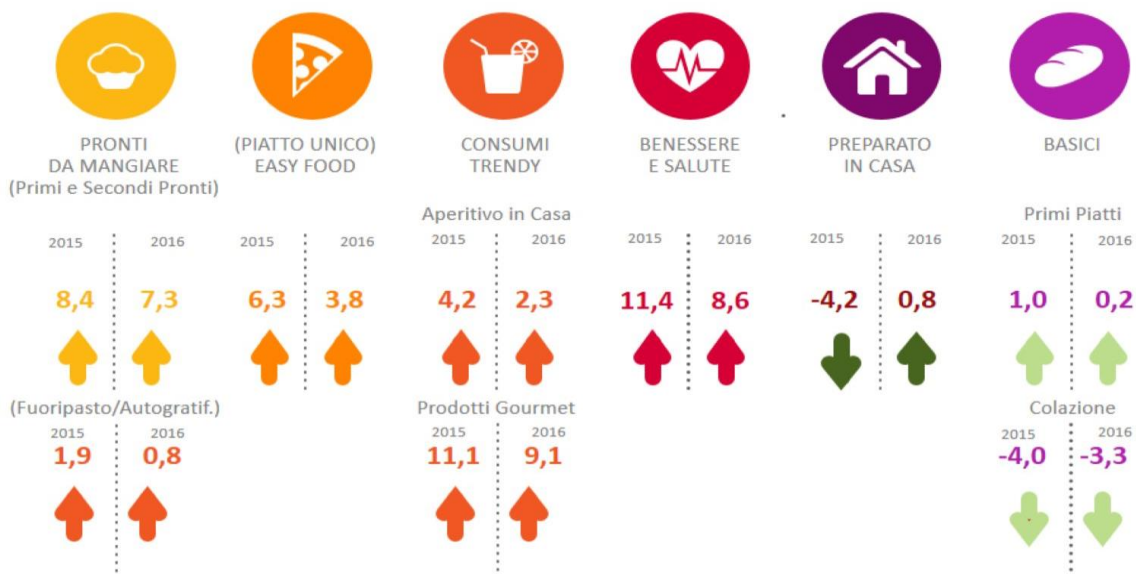 PRONTI
DA MANGIARE
(Primi e Secondi Pronti)
(PIATTO UNICO)
EASY FOOD
CONSUMI
TRENDY
BENESSERE
E SALUTE
PREPARATO
IN CASA
BASICI
Aperitivo in Casa
Primi Piatti
2015 2016 2015 2016 2015 2016 2015 2016 2015 2016 2015 2016
8,4 7,3 6,3 3,8 4,2 2,3 11,4 8,6 -4,2 0,8 1,0 0,2
(Fuoripasto/Autogratif.) Prodotti Gourmet Colazione
2015 2016 2015 2016 2015 2016
1,9 0,8 11,1 9,1 -4,0 -3,3